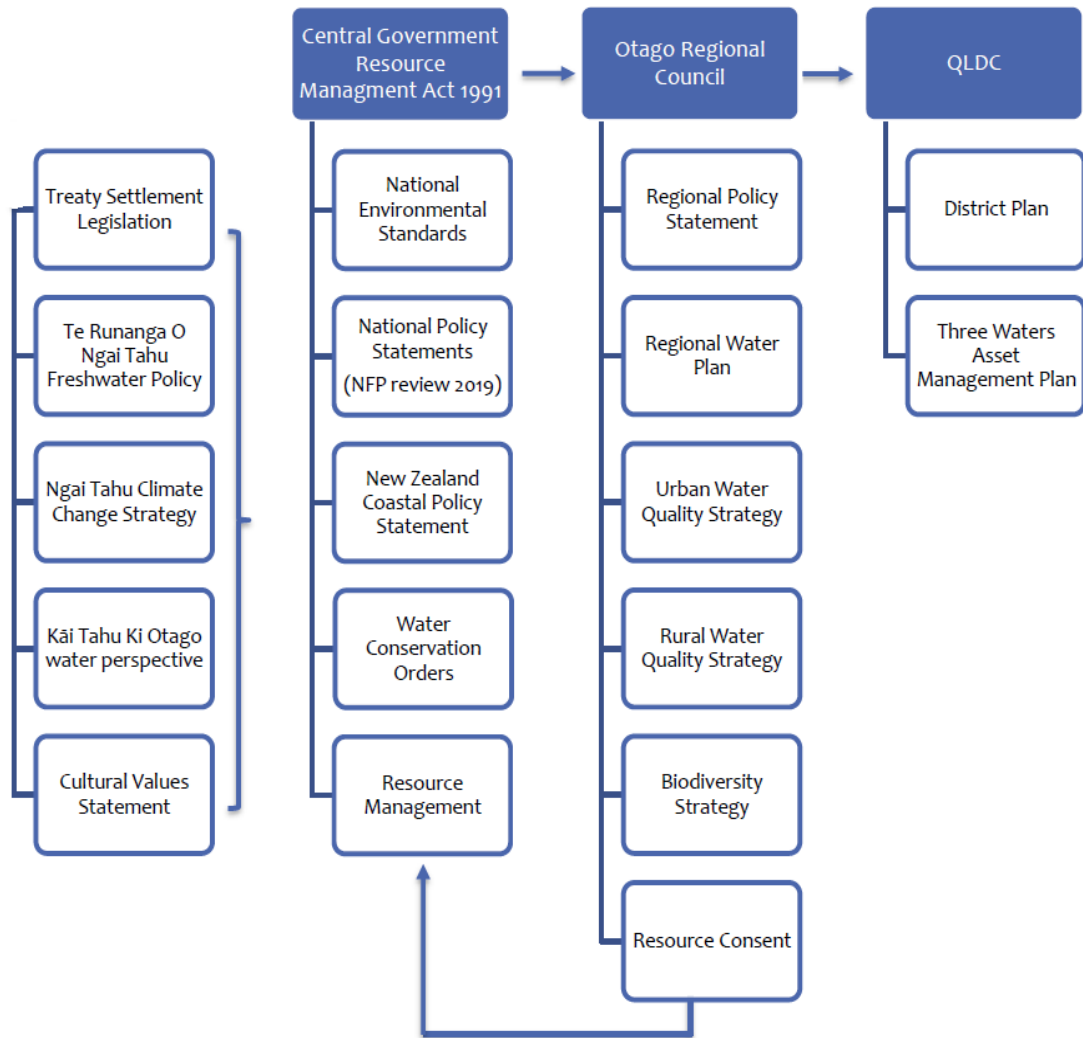 Central Government
Resource
Managment Act 1991
Otago Regional
Council
QLDC
Treaty Settlement
Legislation
Te Runanga O
Ngai Tahu
Freshwater Policy
Ngai Tahu Climate
Change Strategy
Kāi Tahu Ki Otago
water perspective
Cultural Values
Statement
National
Environmental
Standards
National Policy
Statements
(NFP review 2019)
New Zealand
Coastal Policy
Statement
Water
Conservation
Orders
Resource
Management
Regional Policy
Statement
Regional Water
Plan
Urban Water
Quality Strategy
Rural Water
Quality Strategy
Biodiversity
Strategy
Resource Consent
District Plan
Three Waters
Asset
Management Plan